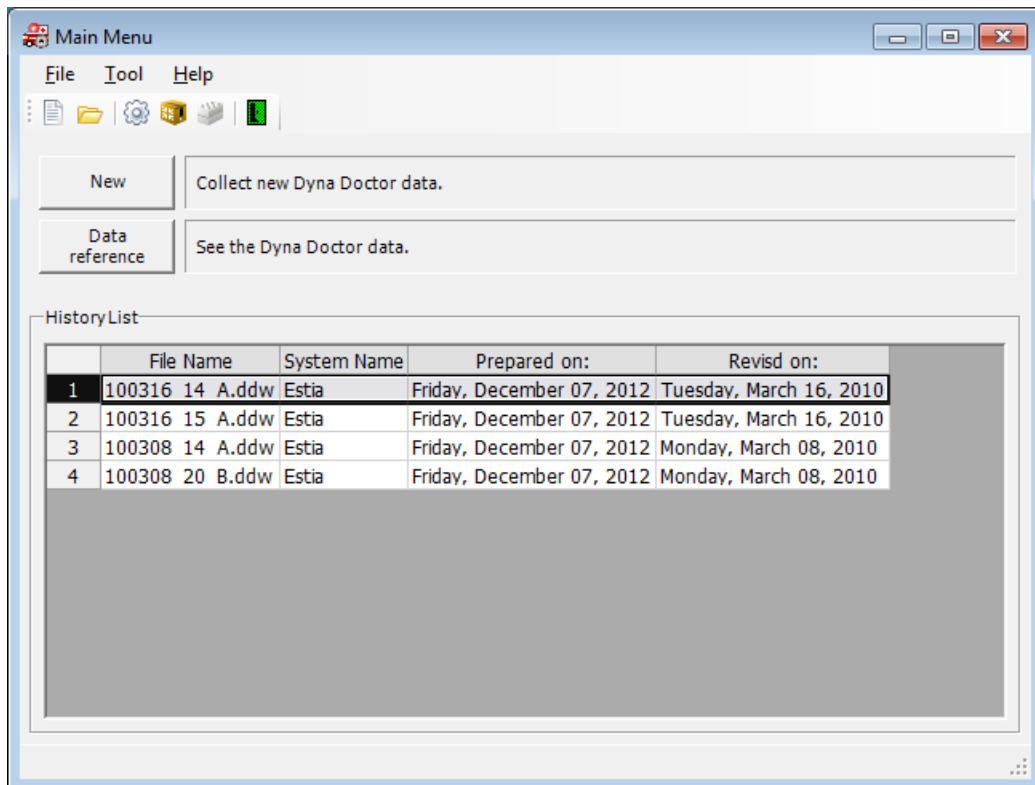 Main Menu
File Tool Help
New
Collect new Dyna Doctor data.
Data
reference
See the Dyna Doctor data.
History List
File Name System Name Prepared on: Revisd on:
1 100316 14 A.ddw Estia Friday, December 07, 2012 Tuesday, March 16, 2010
2 100316 15 A.ddw Estia Friday, December 07, 2012 Tuesday, March 16, 2010
3 100308 14 A.ddw Estia Friday, December 07, 2012 Monday, March 08, 2010
4 100308 20 B.ddw Estia Friday, December 07, 2012 Monday, March 08, 2010